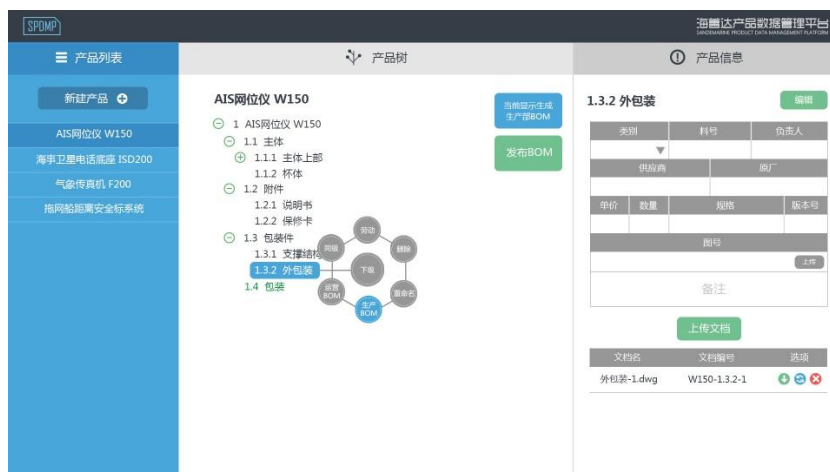 SPDMP
海善达产品数据管理平台
SANDEMARINE PRODUCT DATA MANAGEMENT PLATFORM
产品列表
产品树
产品信息
新建产品
AIS网位仪 W150
海事卫星电话底座 ISD200
气象传真机 F200
拖网船距离安全标系统
AIS网位仪 W150
当前显示生成
生产部BOM
发布BOM
1 AIS网位仪 W150
1.1 主体
1.1.1 主体上部
1.1.2 杯体
1.2 附件
1.2.1 说明书
1.2.2 保修卡
1.3 包装件
1.3.1 支撑结构
1.3.2 外包装
1.4 包装
劳动
同级
删除
下级
运营
BOM
重命名
生产
BOM
1.3.2 外包装
编辑
类别 料号 负责人
供应商 原厂
单价 数量 规格 版本号
图号
上传
备注
上传文档
文档名 文档编号 选项
外包装-1.dwg W150-1.3.2-1